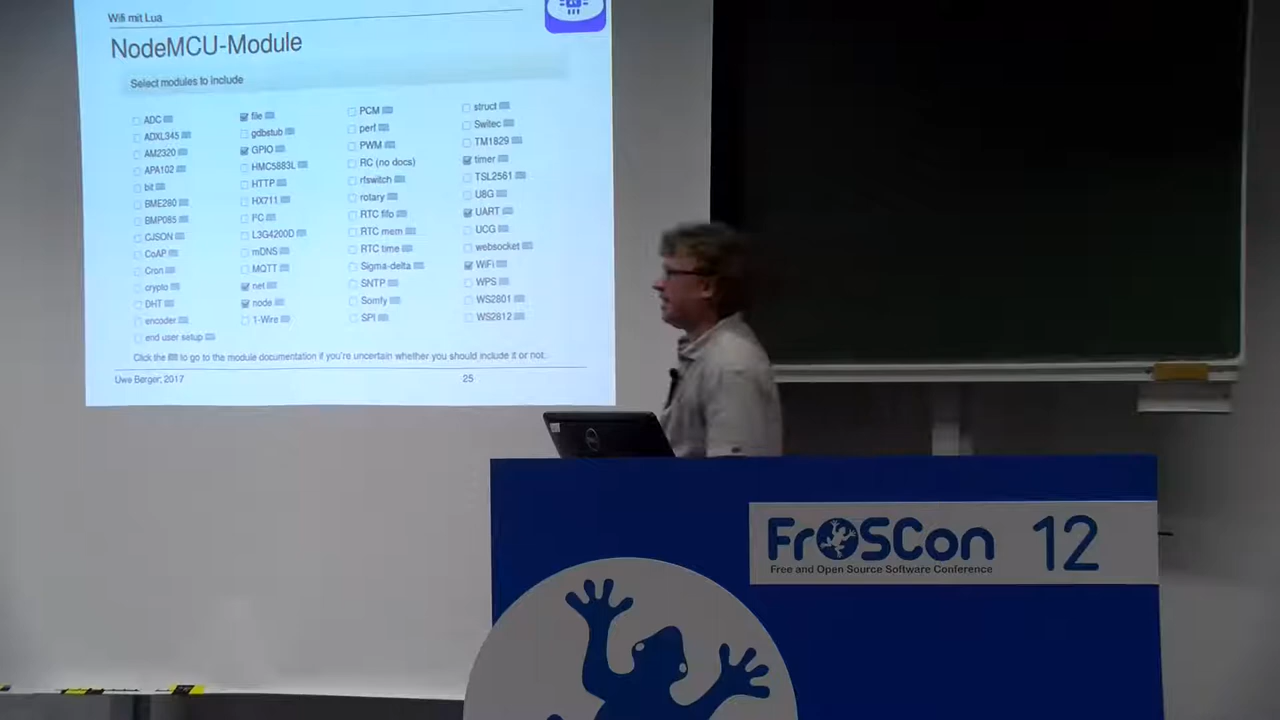 Wifi mit Lua
NodeMCU-Module
Select modules to include
ADC
ADXL345
AM2320
APA102
bit
BME280
BMP085
CJSON
CoAP
Cron
crypto
DHT
encoder
end user setup
file
gdbstub
GPIO
HMC5883L
HTTP
HX711
I²C
L3G4200D
mDNS
MQTT
net
node
1-Wire
PCM
perf
PWM
RC (no docs)
rfswitch
rotary
RTC fifo
RTC mem
RTC time
Sigma-delta
SNTP
Somfy
SPI
struct
Switec
TM1829
timer
TSL2561
U8G
UART
UCG
websocket
WiFi
WPS
WS2801
WS2812
Click the to go to the module documentation if you're uncertain whether you should include it or not.
Uwe Berger, 2017
25
FrOSCon 12
Free and Open Source Software Conference